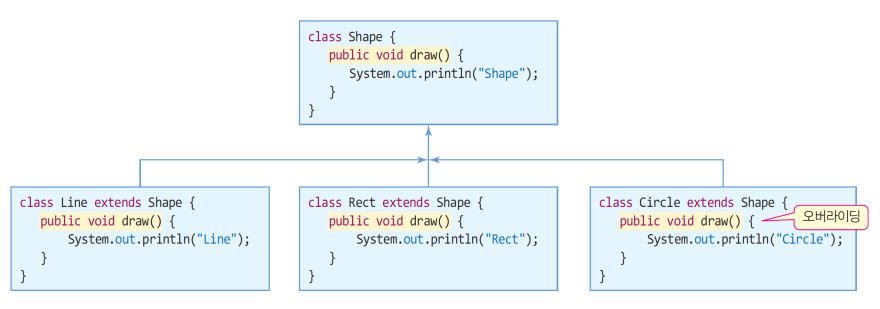 class Shape {
public void draw() {
System.out.println("Shape");
}
}
class Line extends Shape {
public void draw() {
System.out.println("Line");
}
}
class Rect extends Shape {
public void draw() {
System.out.println("Rect");
}
}
class Circle extends Shape {
public void draw() {
오버라이딩
System.out.println("Circle");
}
}